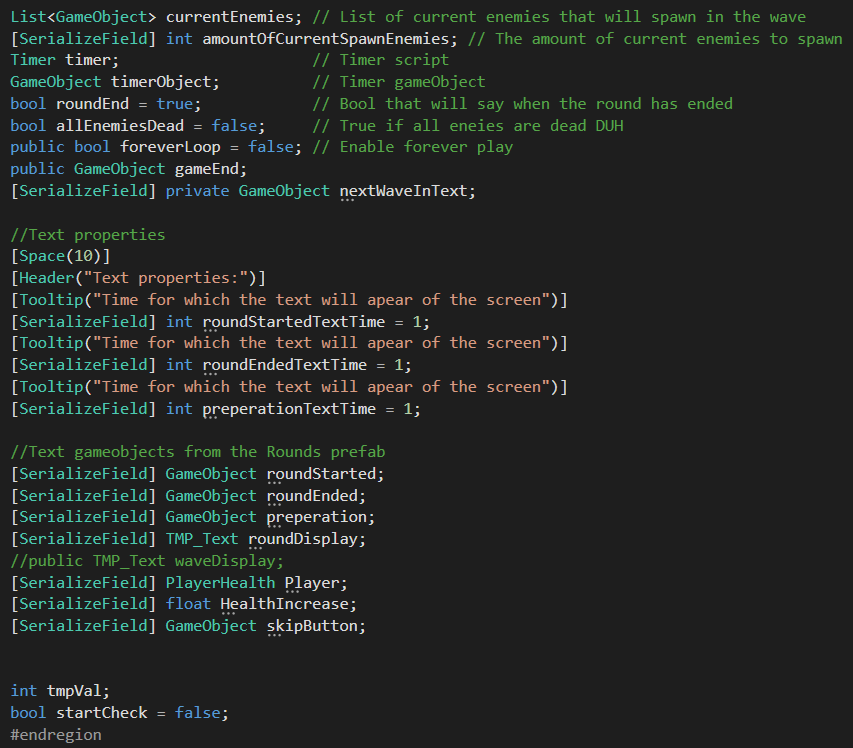 List<GameObject> currentEnemies; // List of current enemies that will spawn in the wave
[SerializeField] int amountOfCurrentSpawnEnemies; // The amount of current enemies to spawn
Timer timer;                     // Timer script
GameObject timerObject;          // Timer gameObject
bool roundEnd = true;            // Bool that will say when the round has ended
bool allEnemiesDead = false;     // True if all eneies are dead DUH
public bool foreverLoop = false; // Enable forever play
public GameObject gameEnd;
[SerializeField] private GameObject nextWaveInText;

//Text properties
[Space(10)]
[Header("Text properties:")]
[Tooltip("Time for which the text will apear of the screen")]
[SerializeField] int roundStartedTextTime = 1;
[Tooltip("Time for which the text will apear of the screen")]
[SerializeField] int roundEndedTextTime = 1;
[Tooltip("Time for which the text will apear of the screen")]
[SerializeField] int preperationTextTime = 1;

//Text gameobjects from the Rounds prefab
[SerializeField] GameObject roundStarted;
[SerializeField] GameObject roundEnded;
[SerializeField] GameObject preperation;
[SerializeField] TMP_Text roundDisplay;
//public TMP_Text waveDisplay;
[SerializeField] PlayerHealth Player;
[SerializeField] float HealthIncrease;
[SerializeField] GameObject skipButton;


int tmpVal;
bool startCheck = false;
#endregion